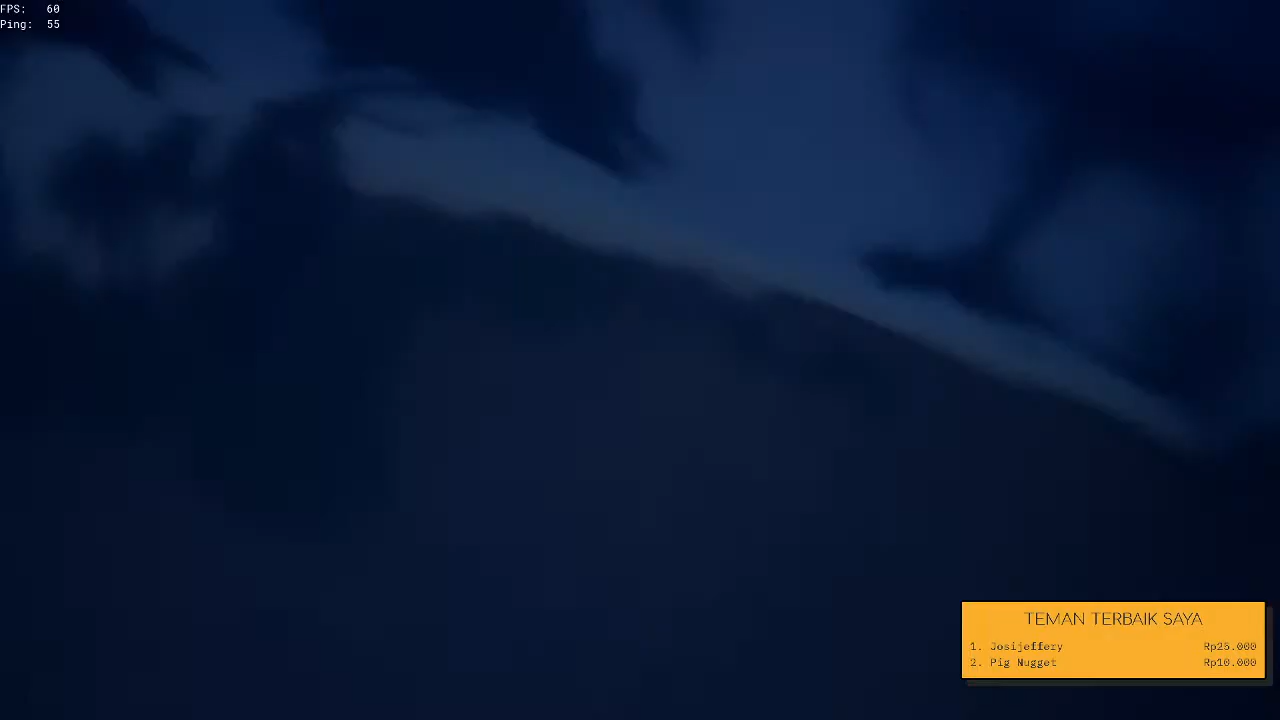 FPS: 60
Ping: 55
TEMAN TERBAIK SAYA
1. Josijeffery Rp25.000
2. Pig Nugget Rp10.000